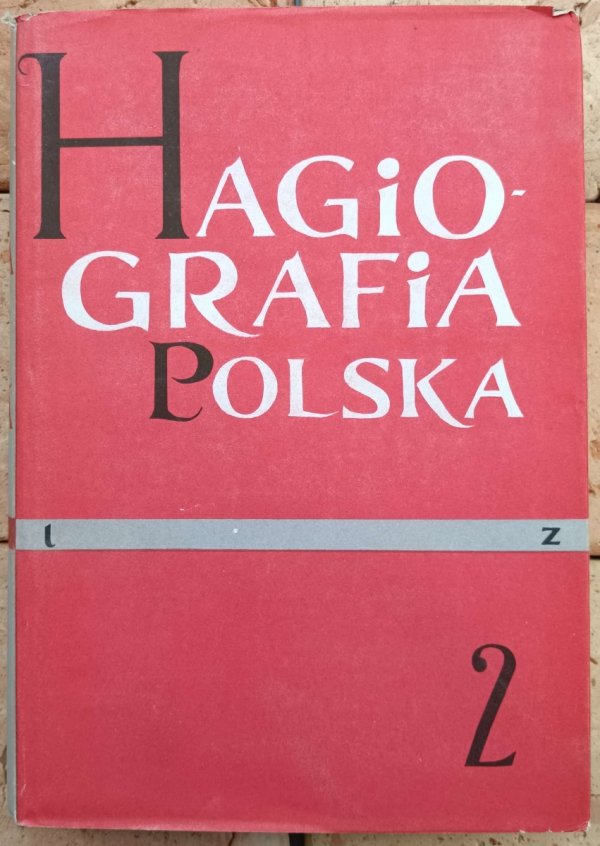 HAGiO-
GRAFiA
POLSKA
l z
2